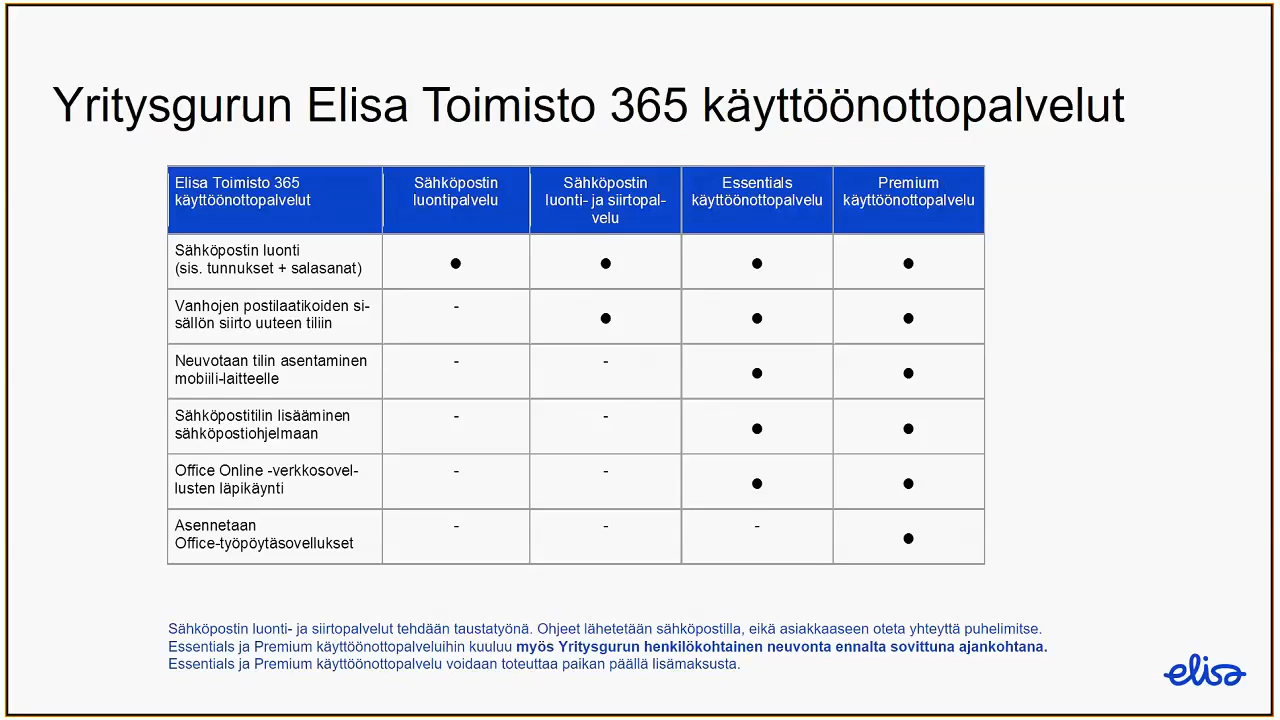 Yritysgurun Elisa Toimisto 365 käyttöönottopalvelut
Elisa Toimisto 365
käyttöönottopalvelut
Sähköpostin
luontipalvelu
Sähköpostin
luonti- ja siirtopal-
velu
Essentials
käyttöönottopalvelu
Premium
käyttöönottopalvelu
Sähköpostin luonti
(sis. tunnukset + salasanat)
● ● ● ●
Vanhojen postilaatikoiden si-
sällön siirto uuteen tiliin
- ● ● ●
Neuvotaan tilin asentaminen
mobiili-laitteelle
- - ● ●
Sähköpostitilin lisääminen
sähköpostiohjelmaan
- - ● ●
Office Online -verkkosovel-
lusten läpikäynti
- - ● ●
Asennetaan
Office-työpöytäsovellukset
- - - ●
Sähköpostin luonti- ja siirtopalvelut tehdään taustatyönä. Ohjeet lähetetään sähköpostilla, eikä asiakkaaseen oteta yhteyttä puhelimitse.
Essentials ja Premium käyttöönottopalveluihin kuuluu myös Yritysgurun henkilökohtainen neuvonta ennalta sovittuna ajankohtana.
Essentials ja Premium käyttöönottopalvelu voidaan toteuttaa paikan päällä lisämaksusta.
elisa